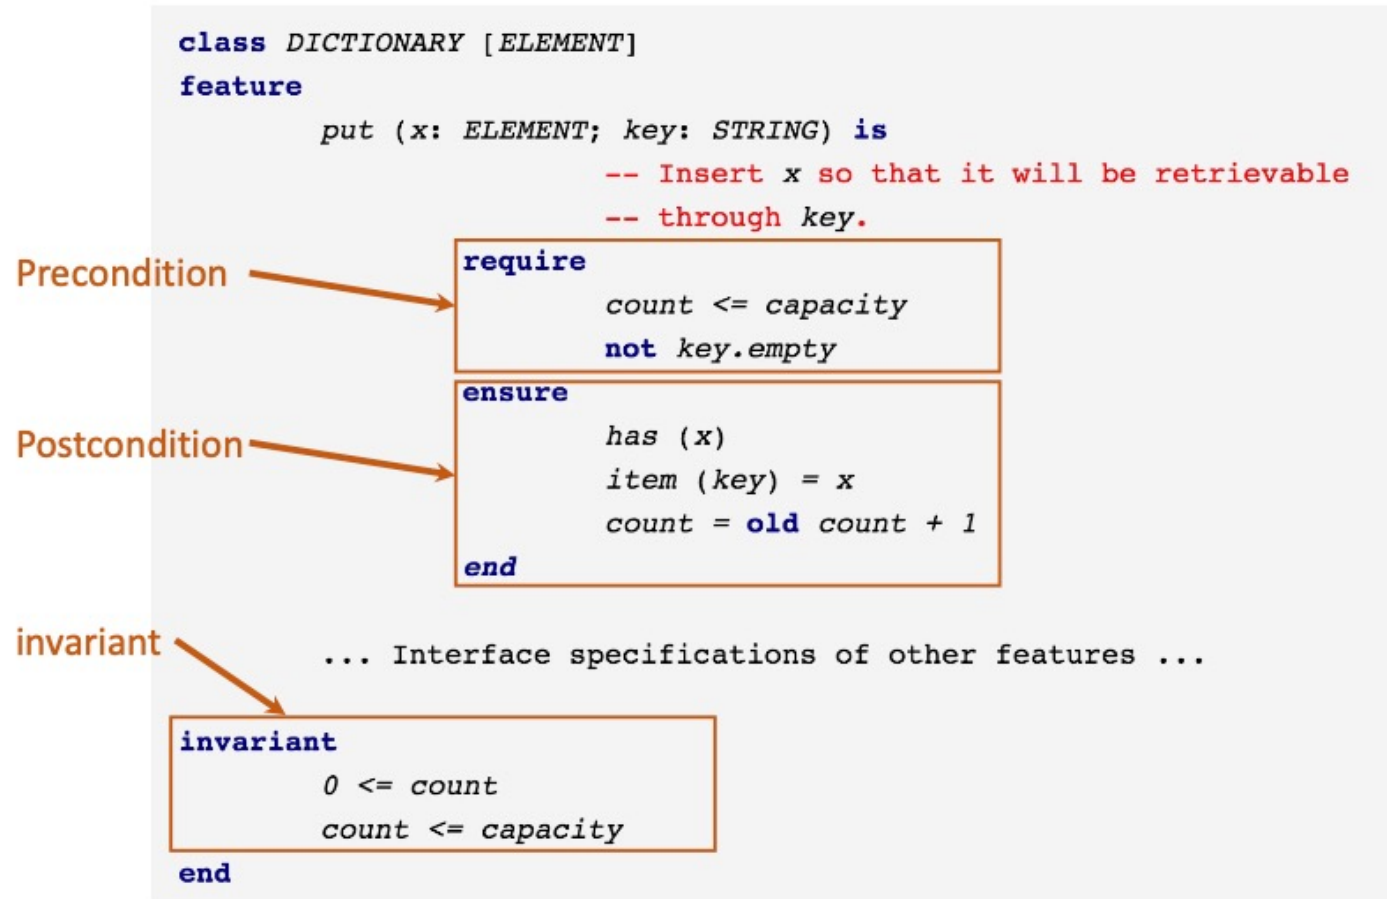 class DICTIONARY [ELEMENT]
feature
put (x: ELEMENT; key: STRING) is
-- Insert x so that it will be retrievable
-- through key.
Precondition
require
count <= capacity
not key.empty
Postcondition
ensure
has (x)
item (key) = x
count = old count + 1
end
invariant
... Interface specifications of other features ...
invariant
0 <= count
count <= capacity
end